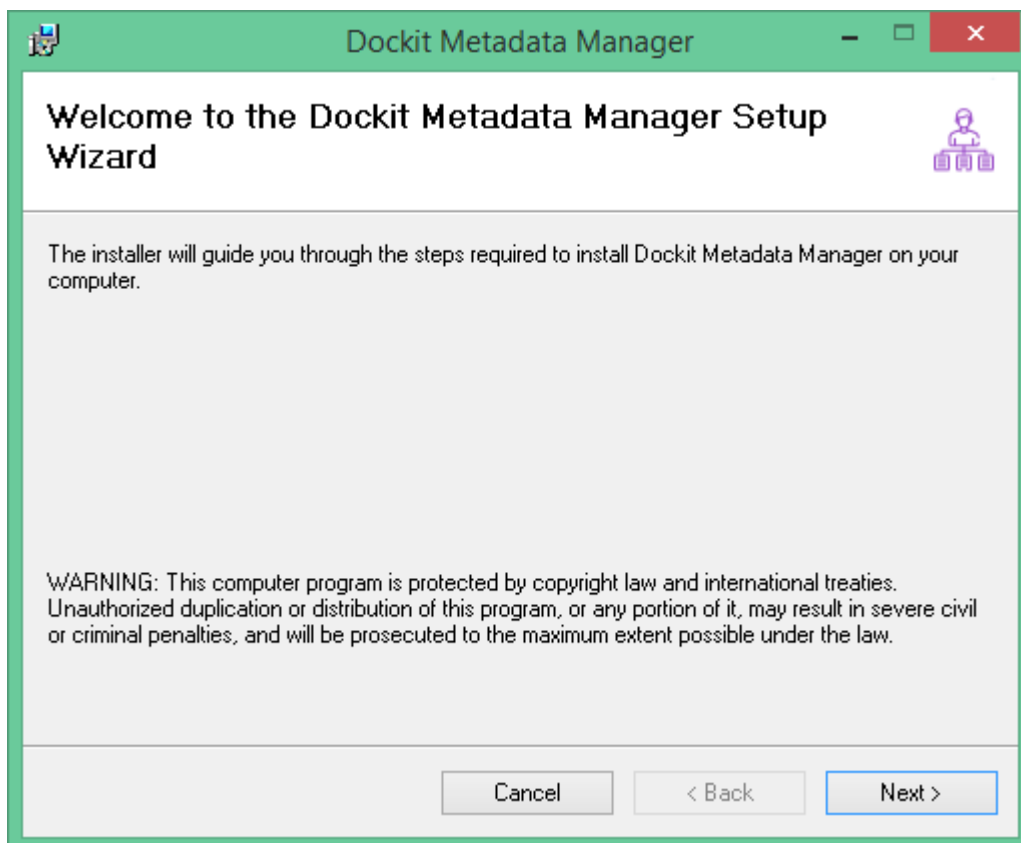 Dockit Metadata Manager
Welcome to the Dockit Metadata Manager Setup
Wizard
The installer will guide you through the steps required to install Dockit Metadata Manager on your
computer.
WARNING: This computer program is protected by copyright law and international treaties.
Unauthorized duplication or distribution of this program, or any portion of it, may result in severe civil
or criminal penalties, and will be prosecuted to the maximum extent possible under the law.
Cancel
< Back
Next >